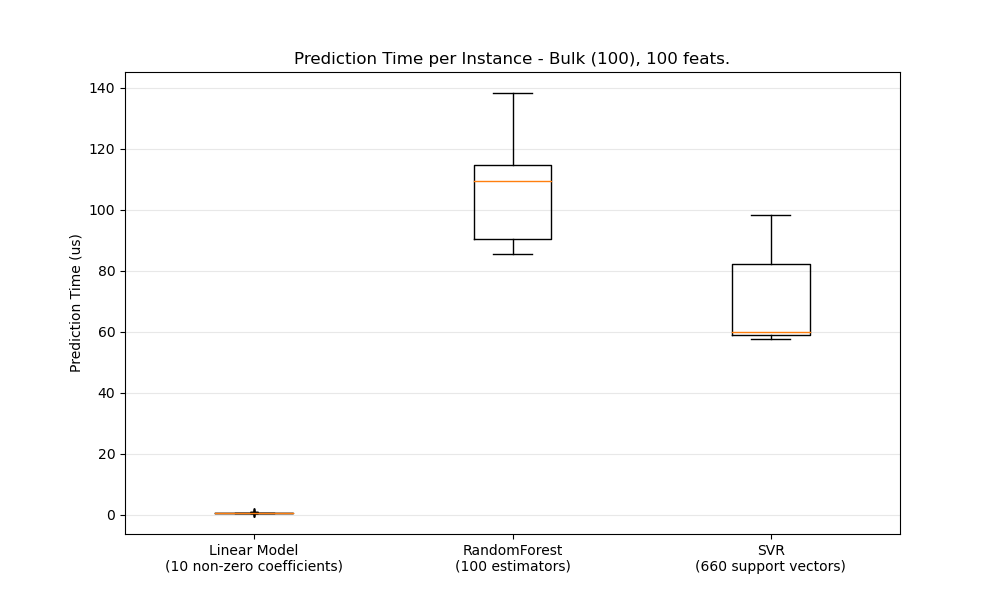 Prediction Time per Instance - Bulk (100), 100 feats.
140
120
100
80
60
40
20
0
Prediction Time (us)
Linear Model
(10 non-zero coefficients)
RandomForest
(100 estimators)
SVR
(660 support vectors)